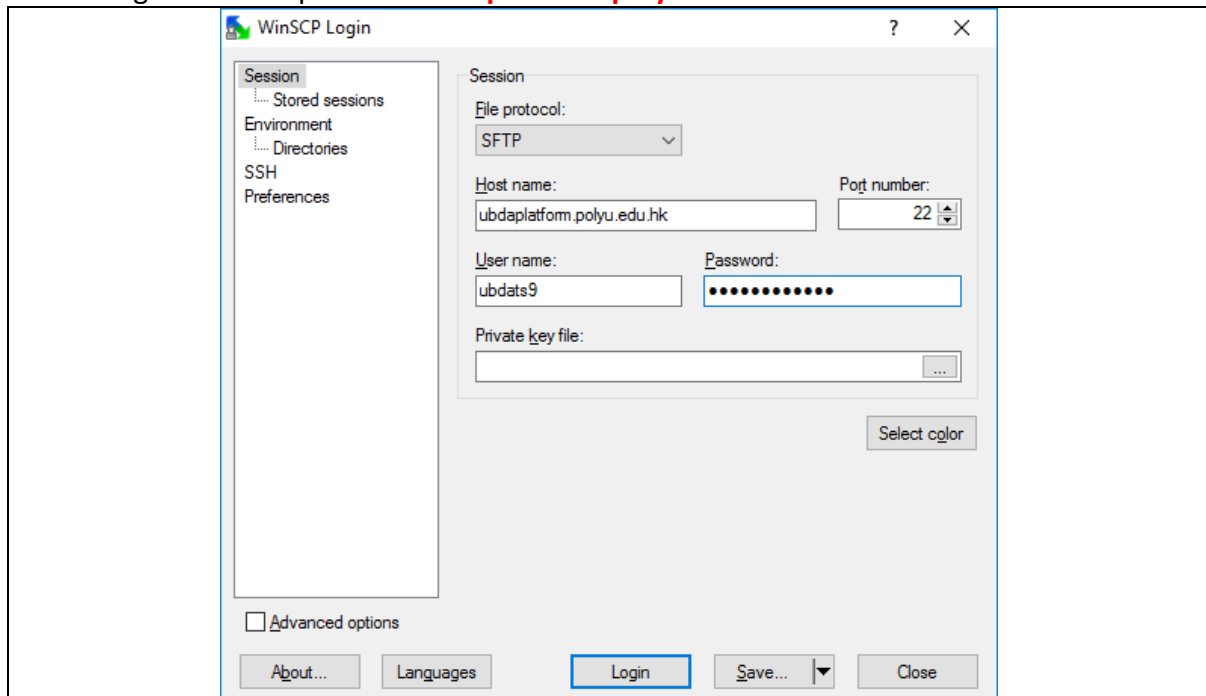 WinSCP Login
Session
Stored sessions
Environment
Directories
SSH
Preferences
Session
File protocol:
SFTP
Host name:
Port number:
ubdaplatform.polyu.edu.hk
22
User name:
Password:
ubdats9
●●●●●●●●●●●●
Private key file:
...
Select color
Advanced options
About...
Languages
Login
Save...
Close